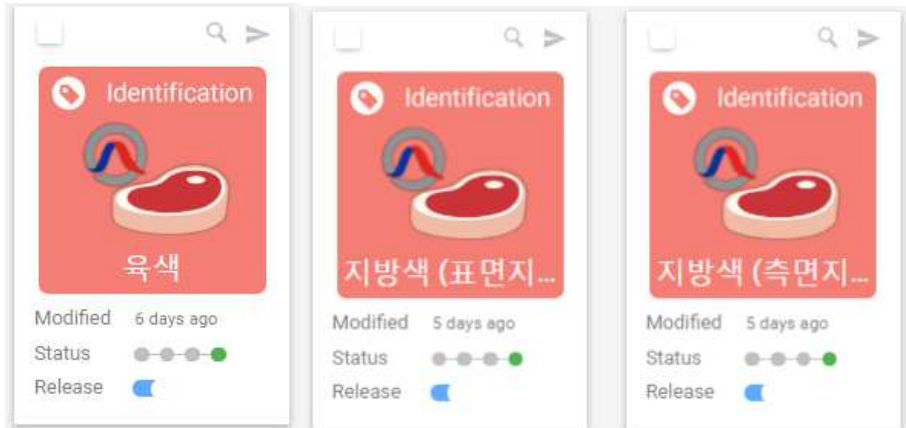 Identification
육색
Modified 6 days ago
Status
Release
Identification
지방색 (표면지...
Modified 5 days ago
Status
Release
Identification
지방색 (측면지...
Modified 5 days ago
Status
Release